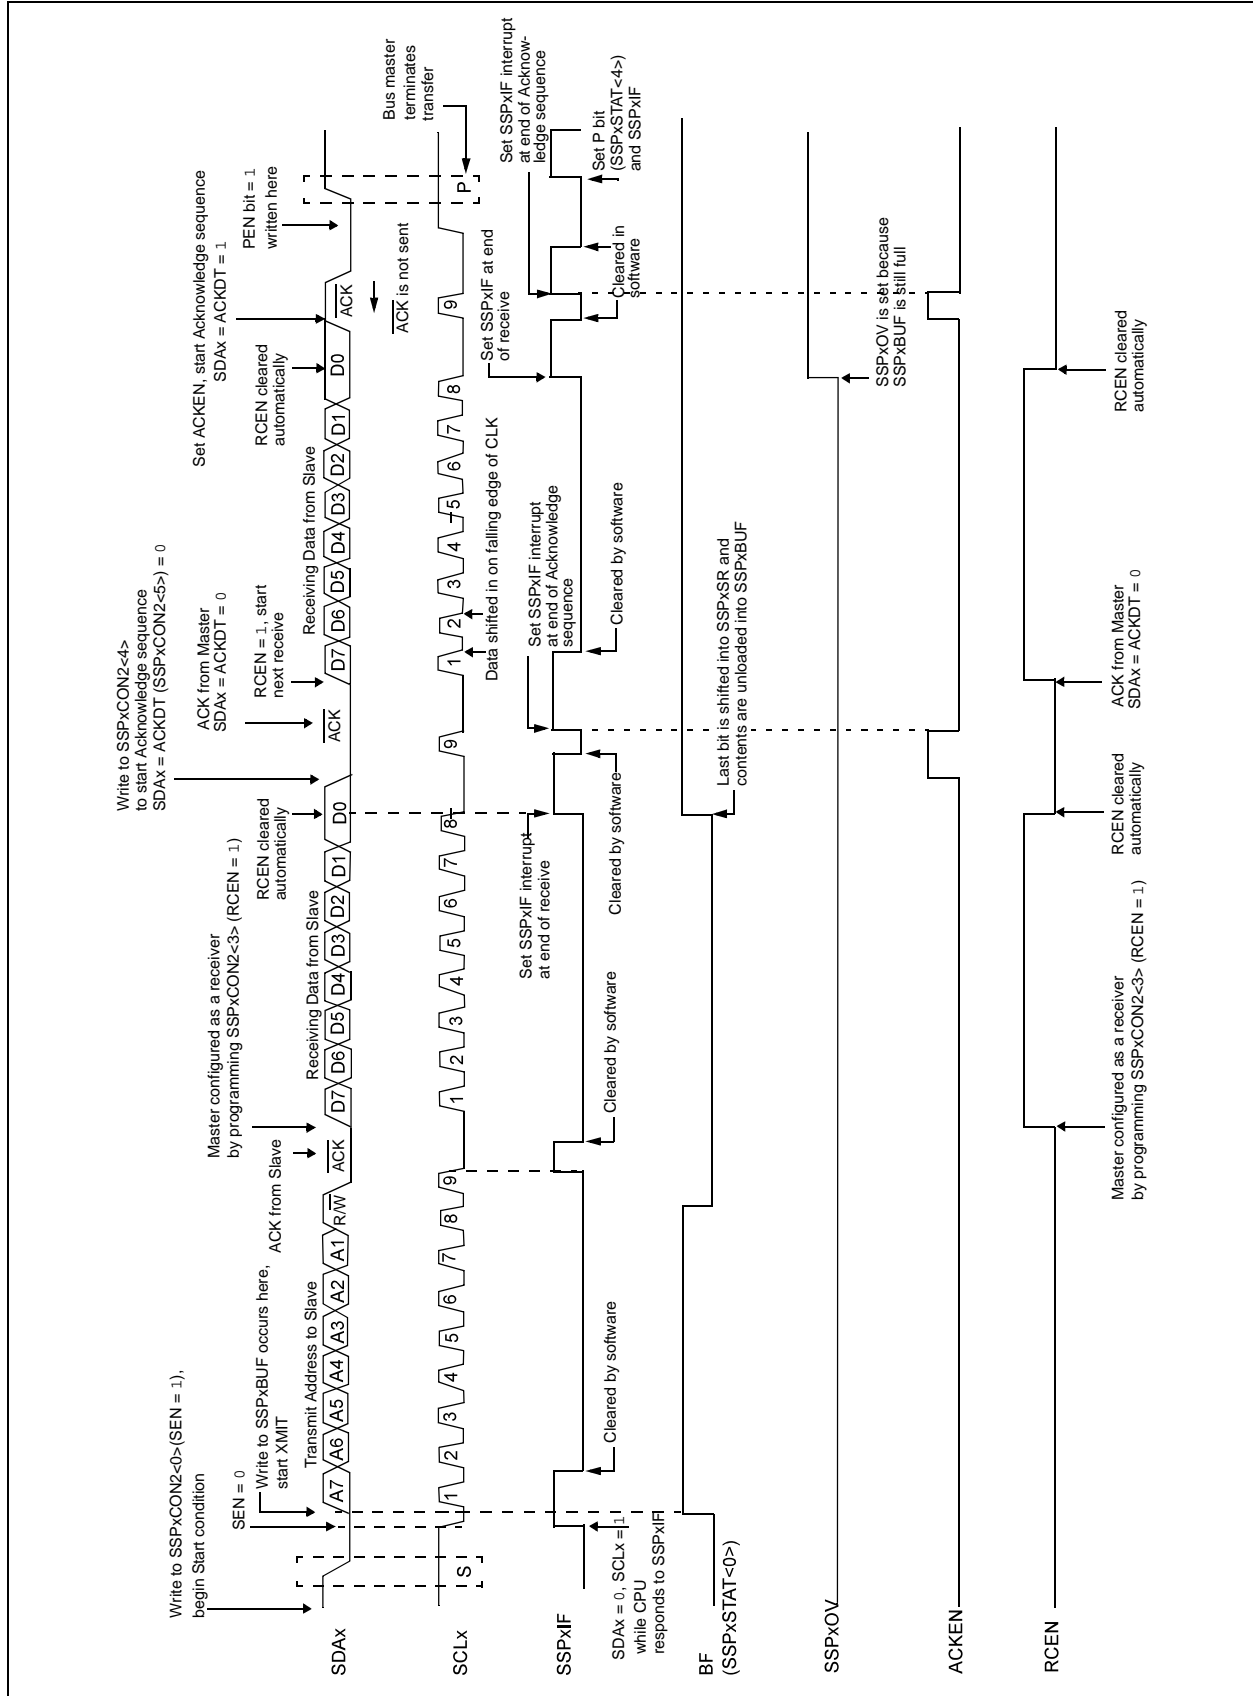 Write to SSPxCON2<0>(SEN = 1),
begin Start condition
SEN = 0
Write to SSPxBUF occurs here,
start XMIT
ACK from Slave
Master configured as a receiver
by programming SSPxCON2<3> (RCEN = 1)
RCEN cleared
automatically
Write to SSPxCON2<4>
to start Acknowledge sequence
SDAx = ACKDT (SSPxCON2<5>) = 0
ACK from Master
SDAx = ACKDT = 0
RCEN = 1, start
next receive
RCEN cleared
automatically
Set ACKEN, start Acknowledge sequence
SDAx = ACKDT = 1
PEN bit = 1
written here
Transmit Address to Slave
Receiving Data from Slave
Receiving Data from Slave
SDAx
A7 A6 A5 A4 A3 A2 A1 R/W ACK D7 D6 D5 D4 D3 D2 D1 D0 ACK D7 D6 D5 D4 D3 D2 D1 D0 ACK
ACK is not sent
Bus master
terminates
transfer
SCLx
S 1 2 3 4 5 6 7 8 9 1 2 3 4 5 6 7 8 9 1 2 3 4 5 6 7 8 9 P
Data shifted in on falling edge of CLK
Set SSPxIF interrupt
at end of receive
Set SSPxIF interrupt
at end of Acknowledge
sequence
Set SSPxIF at end
of receive
Set SSPxIF interrupt
at end of Acknow-
ledge sequence
SSPxIF
SDAx = 0, SCLx = 1
while CPU
responds to SSPxIF
Cleared by software
Cleared by software
Cleared by software
Cleared by software
Cleared in
software
Set P bit
(SSPxSTAT<4>)
and SSPxIF
BF
(SSPxSTAT<0>)
Last bit is shifted into SSPxSR and
contents are unloaded into SSPxBUF
SSPxOV
SSPxOV is set because
SSPxBUF is still full
ACKEN
RCEN
Master configured as a receiver
by programming SSPxCON2<3> (RCEN = 1)
RCEN cleared
automatically
ACK from Master
SDAx = ACKDT = 0
RCEN cleared
automatically